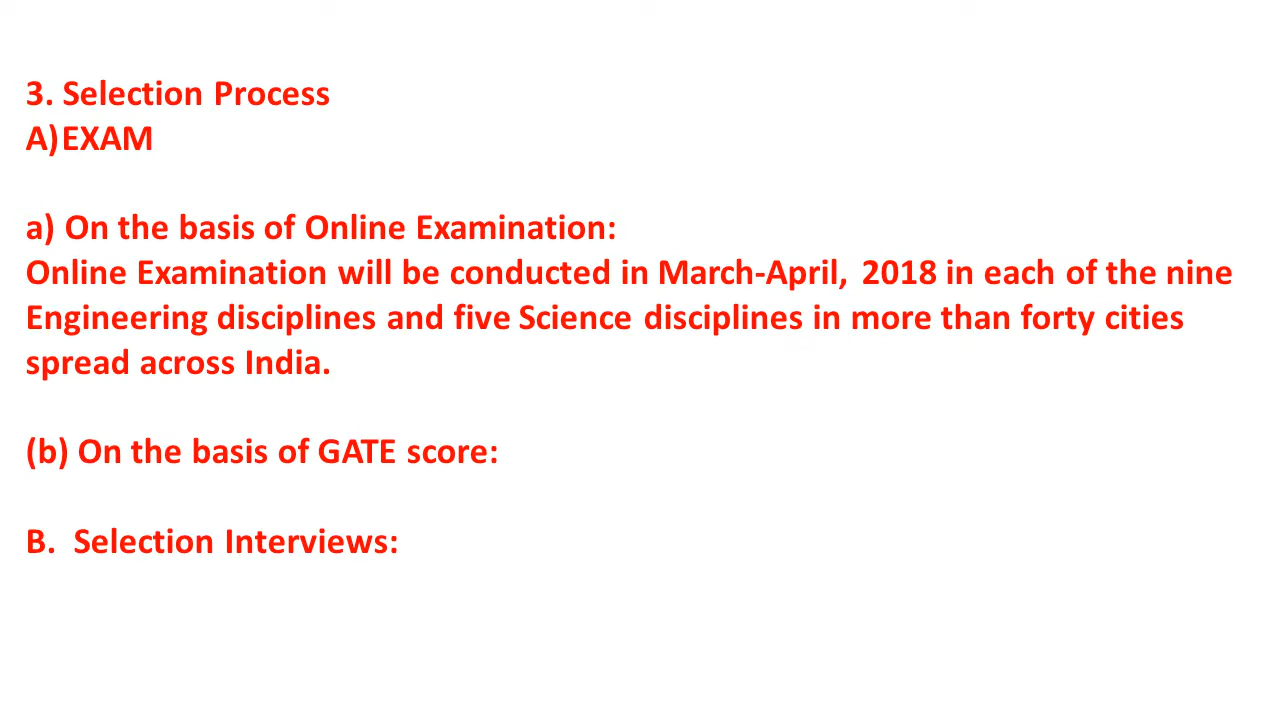 3. Selection Process
A)EXAM
a) On the basis of Online Examination:
Online Examination will be conducted in March-April, 2018 in each of the nine
Engineering disciplines and five Science disciplines in more than forty cities
spread across India.
(b) On the basis of GATE score:
B. Selection Interviews: